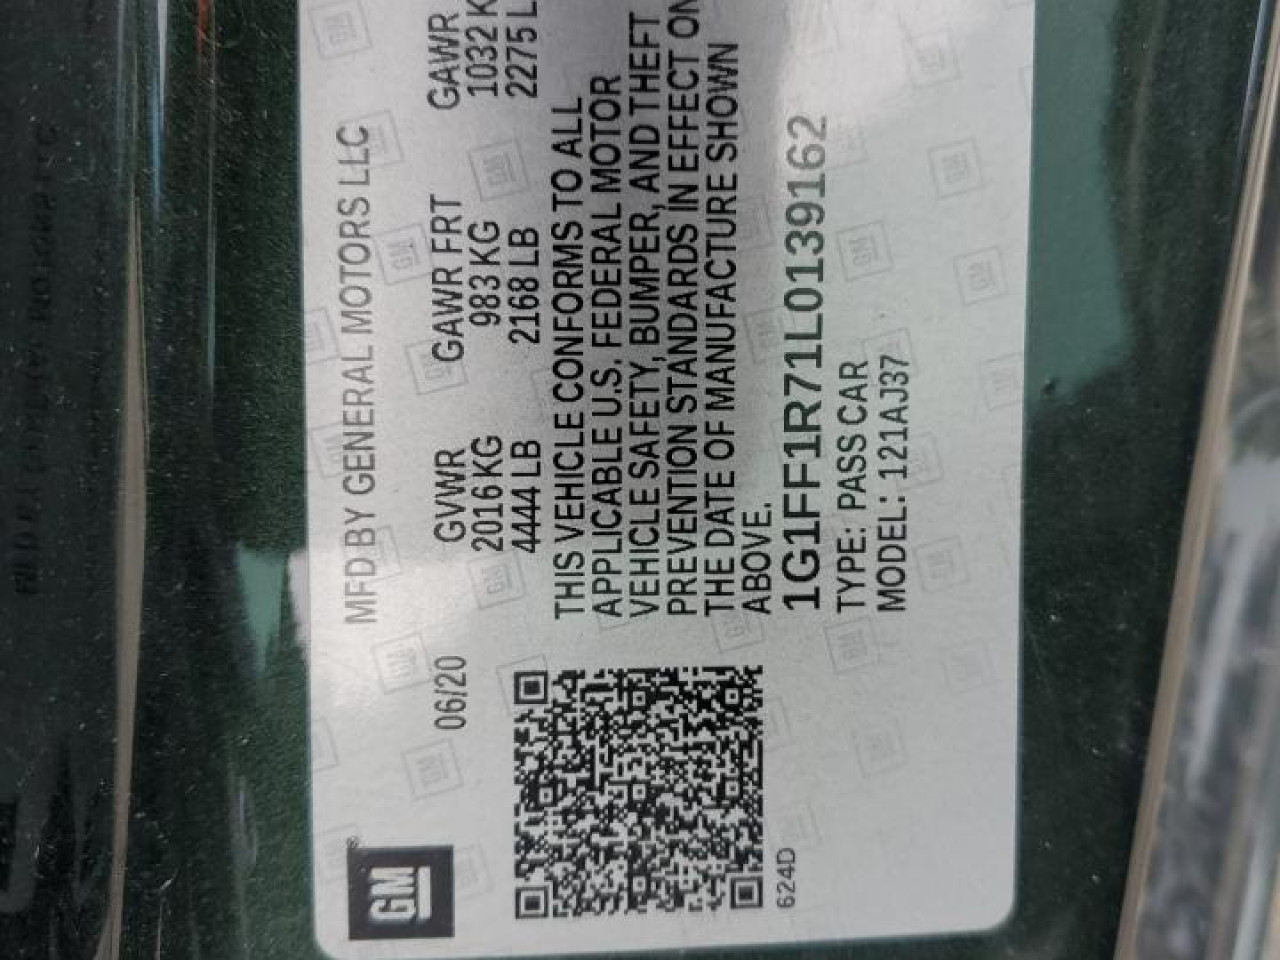 GM
MFD BY GENERAL MOTORS LLC
06/20
GVWR GAWR FRT GAWR
2016 KG 983 KG 1032 K
4444 LB 2168 LB 2275 L
THIS VEHICLE CONFORMS TO ALL
APPLICABLE U.S. FEDERAL MOTOR
VEHICLE SAFETY, BUMPER, AND THEFT
PREVENTION STANDARDS IN EFFECT ON
THE DATE OF MANUFACTURE SHOWN
ABOVE.
1G1FF1R71L0139162
TYPE: PASS CAR
MODEL: 121AJ37
624D